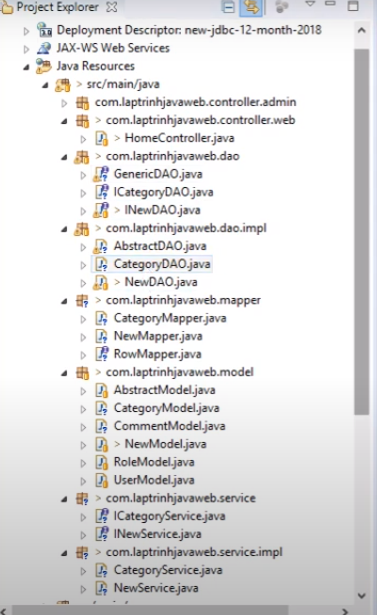 Project Explorer
Deployment Descriptor: new-jdbc-12-month-2018
JAX-WS Web Services
Java Resources
> src/main/java
com.laptrinhjavaweb.controller.admin
> com.laptrinhjavaweb.controller.web
> HomeController.java
> com.laptrinhjavaweb.dao
GenericDAO.java
ICategoryDAO.java
> INewDAO.java
> com.laptrinhjavaweb.dao.impl
AbstractDAO.java
CategoryDAO.java
> NewDAO.java
> com.laptrinhjavaweb.mapper
CategoryMapper.java
NewMapper.java
RowMapper.java
> com.laptrinhjavaweb.model
AbstractModel.java
CategoryModel.java
CommentModel.java
> NewModel.java
RoleModel.java
UserModel.java
> com.laptrinhjavaweb.service
ICategoryService.java
INewService.java
> com.laptrinhjavaweb.service.impl
CategoryService.java
NewService.java